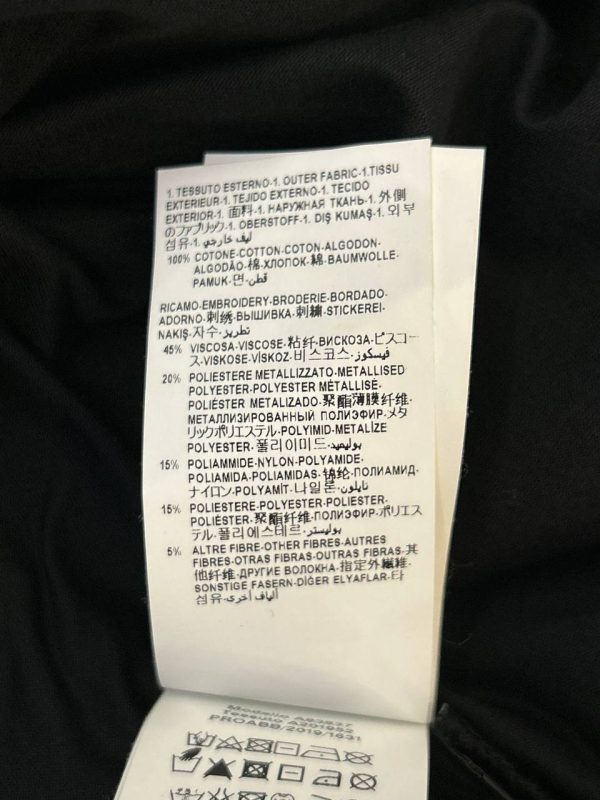 1. TESSUTO ESTERNO-1. OUTER FABRIC-1.TISSU
EXTERIEUR-1. TEJIDO EXTERNO-1. TECIDO
EXTERIOR-1. 面料-1. НАРУЖНАЯ ТКАНЬ-1. 外側
のファブリック-1. OBERSTOFF-1. DIŞ KUMAŞ-1. 외부
섬유-1. ليف خارجي
100% COTONE-COTTON-COTON-ALGODON-
ALGODÃO-棉-ХЛОПОК-綿-BAUMWOLLE-
PAMUK-면-قطن
RICAMO-EMBROIDERY-BRODERIE-BORDADO-
ADORNO-刺绣-ВЫШИВКА-刺繍-STICKEREI-
NAKIŞ-자수-تطريز
45% VISCOSA-VISCOSE-粘纤-ВИСКОЗА-ビスコー
ス-VISKOSE-VİSKOZ-비스코스-فيسكوز
20% POLIESTERE METALLIZZATO-METALLISED
POLYESTER-POLYESTER MÉTALLISÉ-
POLIÉSTER METALIZADO-聚酯薄膜纤维-
МЕТАЛЛИЗИРОВАННЫЙ ПОЛИЭФИР-メタ
リックポリエステル-POLYIMID-METALİZE
POLYESTER-폴리이미드-بوليميد
15% POLIAMMIDE-NYLON-POLYAMIDE-
POLIAMIDA-POLIAMIDAS-锦纶-ПОЛИАМИД-
ナイロン-POLYAMİT-나일론-نايلون
15% POLIESTERE-POLYESTER-POLIESTER-
POLIÉSTER-聚酯纤维-ПОЛИЭФИР-ポリエス
テル-폴리에스테르-بوليستر
5% ALTRE FIBRE-OTHER FIBRES-AUTRES
FIBRES-OTRAS FIBRAS-OUTRAS FIBRAS-其
他纤维-ДРУГИЕ ВОЛОКНА-指定外繊維-
SONSTIGE FASERN-DİĞER ELYAFLAR-타
섬유-ألياف أخرى
Modello
Tessuto A201952
PROABB/2019/1631